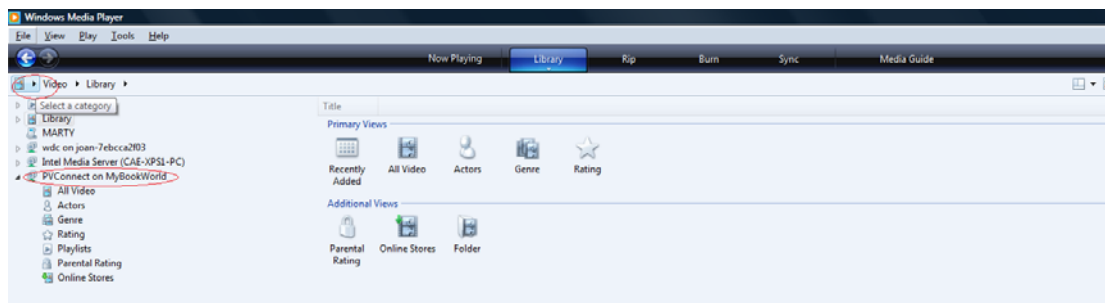 Windows Media Player
File View Play Tools Help
Now Playing Library Rip Burn Sync Media Guide
Video Library
Select a category
Library
MARTY
wdc on joan-7ebcca2f03
Intel Media Server (CAE-XPS1-PC)
PVConnect on MyBookWorld
All Video
Actors
Genre
Rating
Playlists
Parental Rating
Online Stores
Title
Primary Views
Recently Added
All Video
Actors
Genre
Rating
Additional Views
Parental Rating
Online Stores
Folder